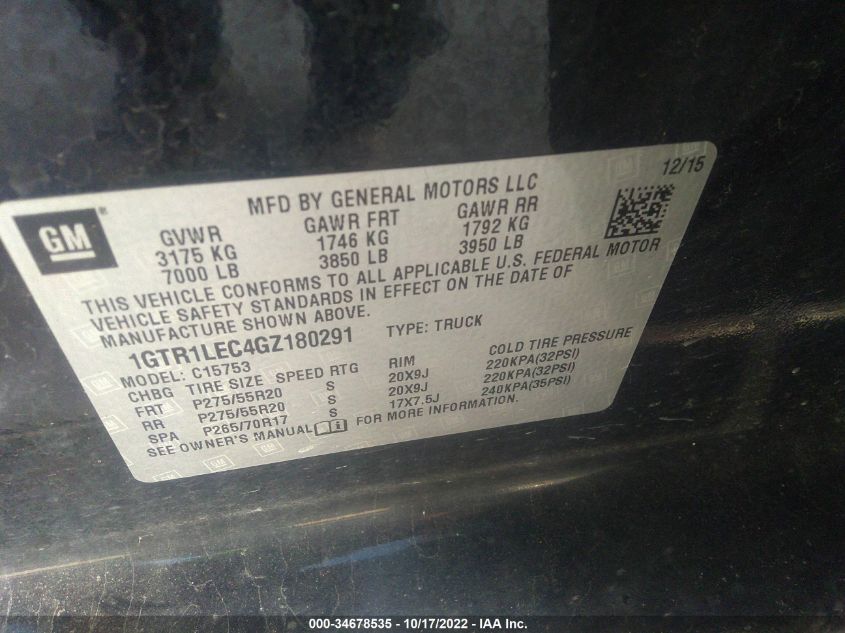 12/15
MFD BY GENERAL MOTORS LLC
GM
GVWR GAWR FRT GAWR RR
3175 KG 1746 KG 1792 KG
7000 LB 3850 LB 3950 LB
THIS VEHICLE CONFORMS TO ALL APPLICABLE U.S. FEDERAL MOTOR
VEHICLE SAFETY STANDARDS IN EFFECT ON THE DATE OF
MANUFACTURE SHOWN ABOVE.
1GTR1LEC4GZ180291 TYPE: TRUCK
MODEL: C15753
CHBG TIRE SIZE SPEED RTG RIM COLD TIRE PRESSURE
FRT P275/55R20 S 20X9J 220KPA(32PSI)
RR P275/55R20 S 20X9J 220KPA(32PSI)
SPA P265/70R17 S 17X7.5J 240KPA(35PSI)
SEE OWNER'S MANUAL FOR MORE INFORMATION.
000-34678535 - 10/17/2022 - IAA Inc.